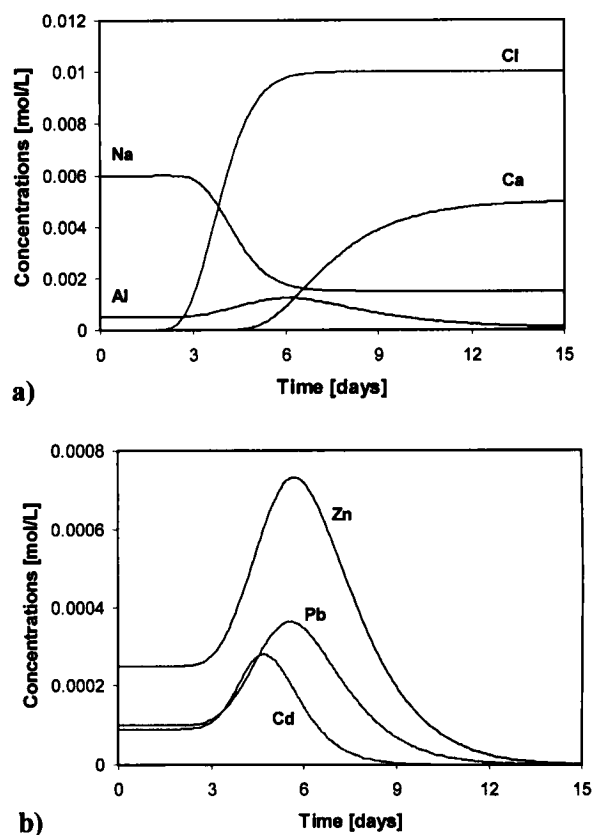 0.012
0.01
0.008
0.006
0.004
0.002
0
Concentrations [mol/L]
Cl
Na
Ca
Al
0 3 6 9 12 15
Time [days]
a)
0.0008
0.0006
0.0004
0.0002
0
Concentrations [mol/L]
Zn
Pb
Cd
0 3 6 9 12 15
Time [days]
b)